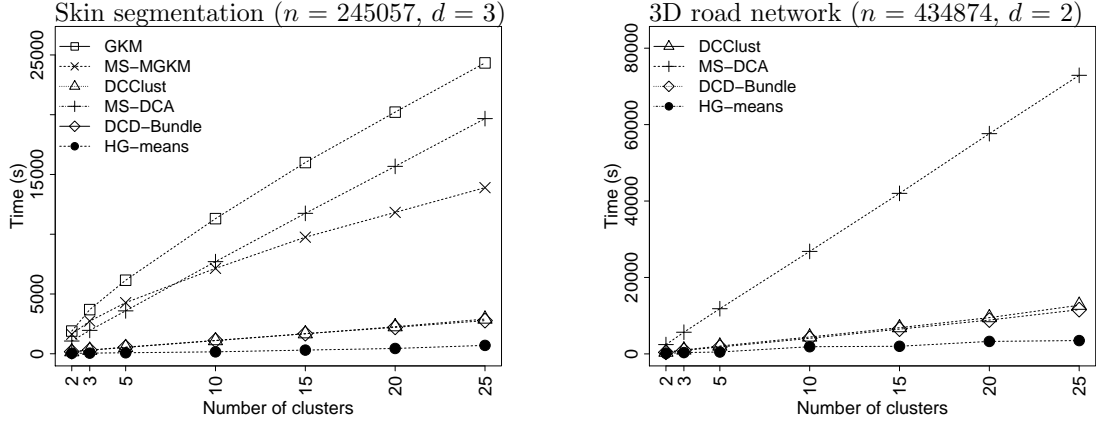 Skin segmentation (n = 245057, d = 3)
GKM
MS−MGKM
DCClust
MS−DCA
DCD−Bundle
HG−means
Time (s)
25000
15000
5000
0
2 3 5 10 15 20 25
Number of clusters
3D road network (n = 434874, d = 2)
DCClust
MS−DCA
DCD−Bundle
HG−means
Time (s)
80000
60000
40000
20000
0
2 3 5 10 15 20 25
Number of clusters